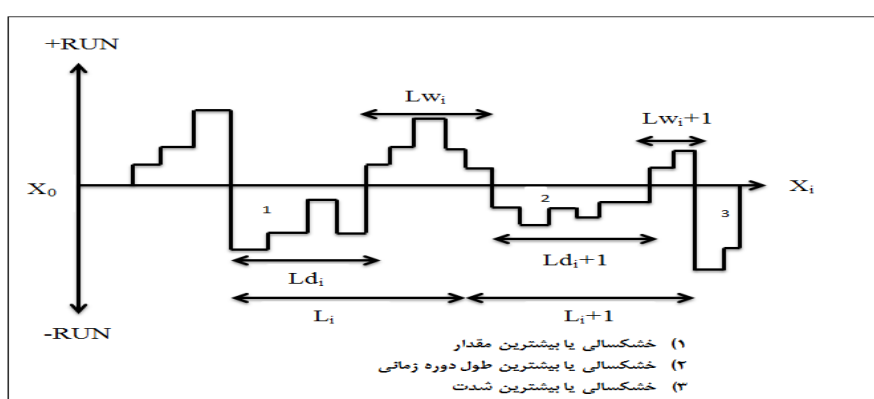 +RUN
Lwᵢ
Lwᵢ+1
X₀
Xᵢ
1
2
3
Ldᵢ
Ldᵢ+1
Lᵢ
Lᵢ+1
-RUN
۱) خشکسالی یا بیشترین مقدار
۲) خشکسالی یا بیشترین طول دوره زمانی
۳) خشکسالی یا بیشترین شدت